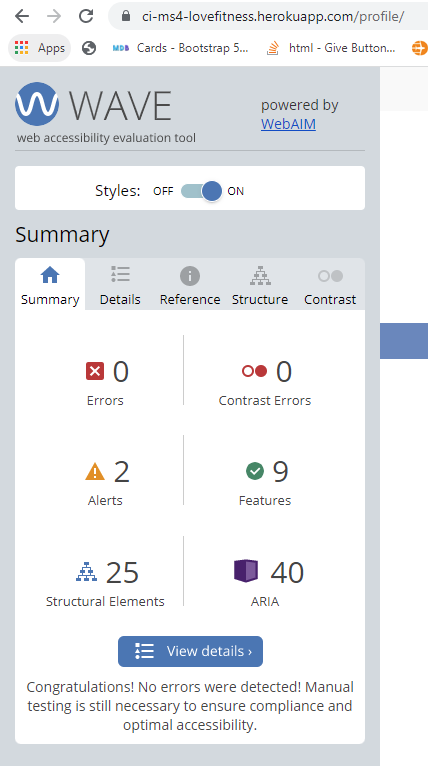 ci-ms4-lovefitness.herokuapp.com/profile/
Apps
MDB Cards - Bootstrap 5...
html - Give Button...
WAVE
web accessibility evaluation tool
powered by
WebAIM
Styles: OFF ON
Summary
Summary Details Reference Structure Contrast
0 0
Errors Contrast Errors
2 9
Alerts Features
25 40
Structural Elements ARIA
View details ›
Congratulations! No errors were detected! Manual
testing is still necessary to ensure compliance and
optimal accessibility.